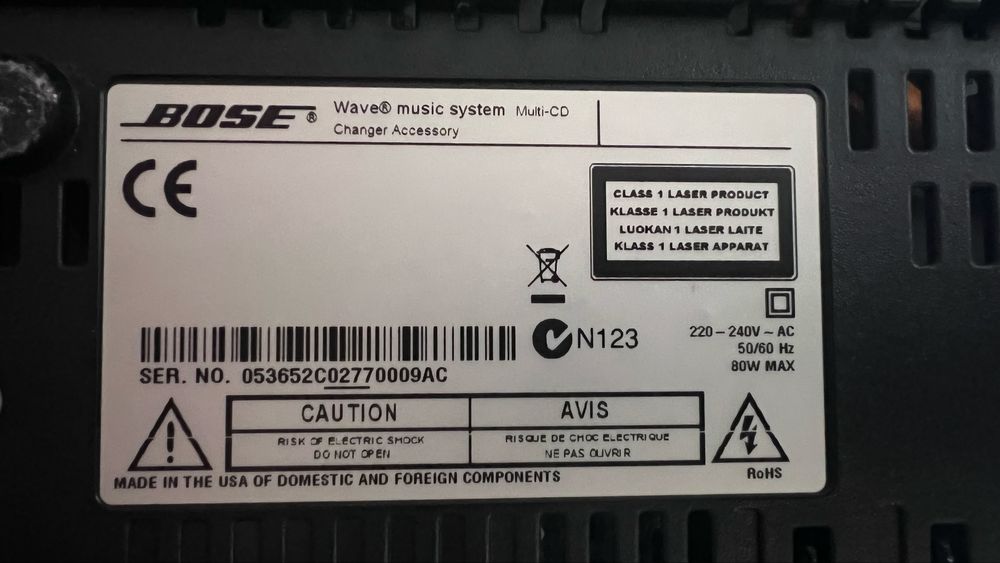 BOSE® Wave® music system Multi-CD
Changer Accessory
CE
CLASS 1 LASER PRODUCT
KLASSE 1 LASER PRODUKT
LUOKAN 1 LASER LAITE
KLASS 1 LASER APPARAT
N123
220–240V ~ AC
50/60 Hz
80W MAX
SER. NO. 053652C02770009AC
CAUTION
RISK OF ELECTRIC SHOCK
DO NOT OPEN
AVIS
RISQUE DE CHOC ELECTRIQUE
NE PAS OUVRIR
RoHS
MADE IN THE USA OF DOMESTIC AND FOREIGN COMPONENTS